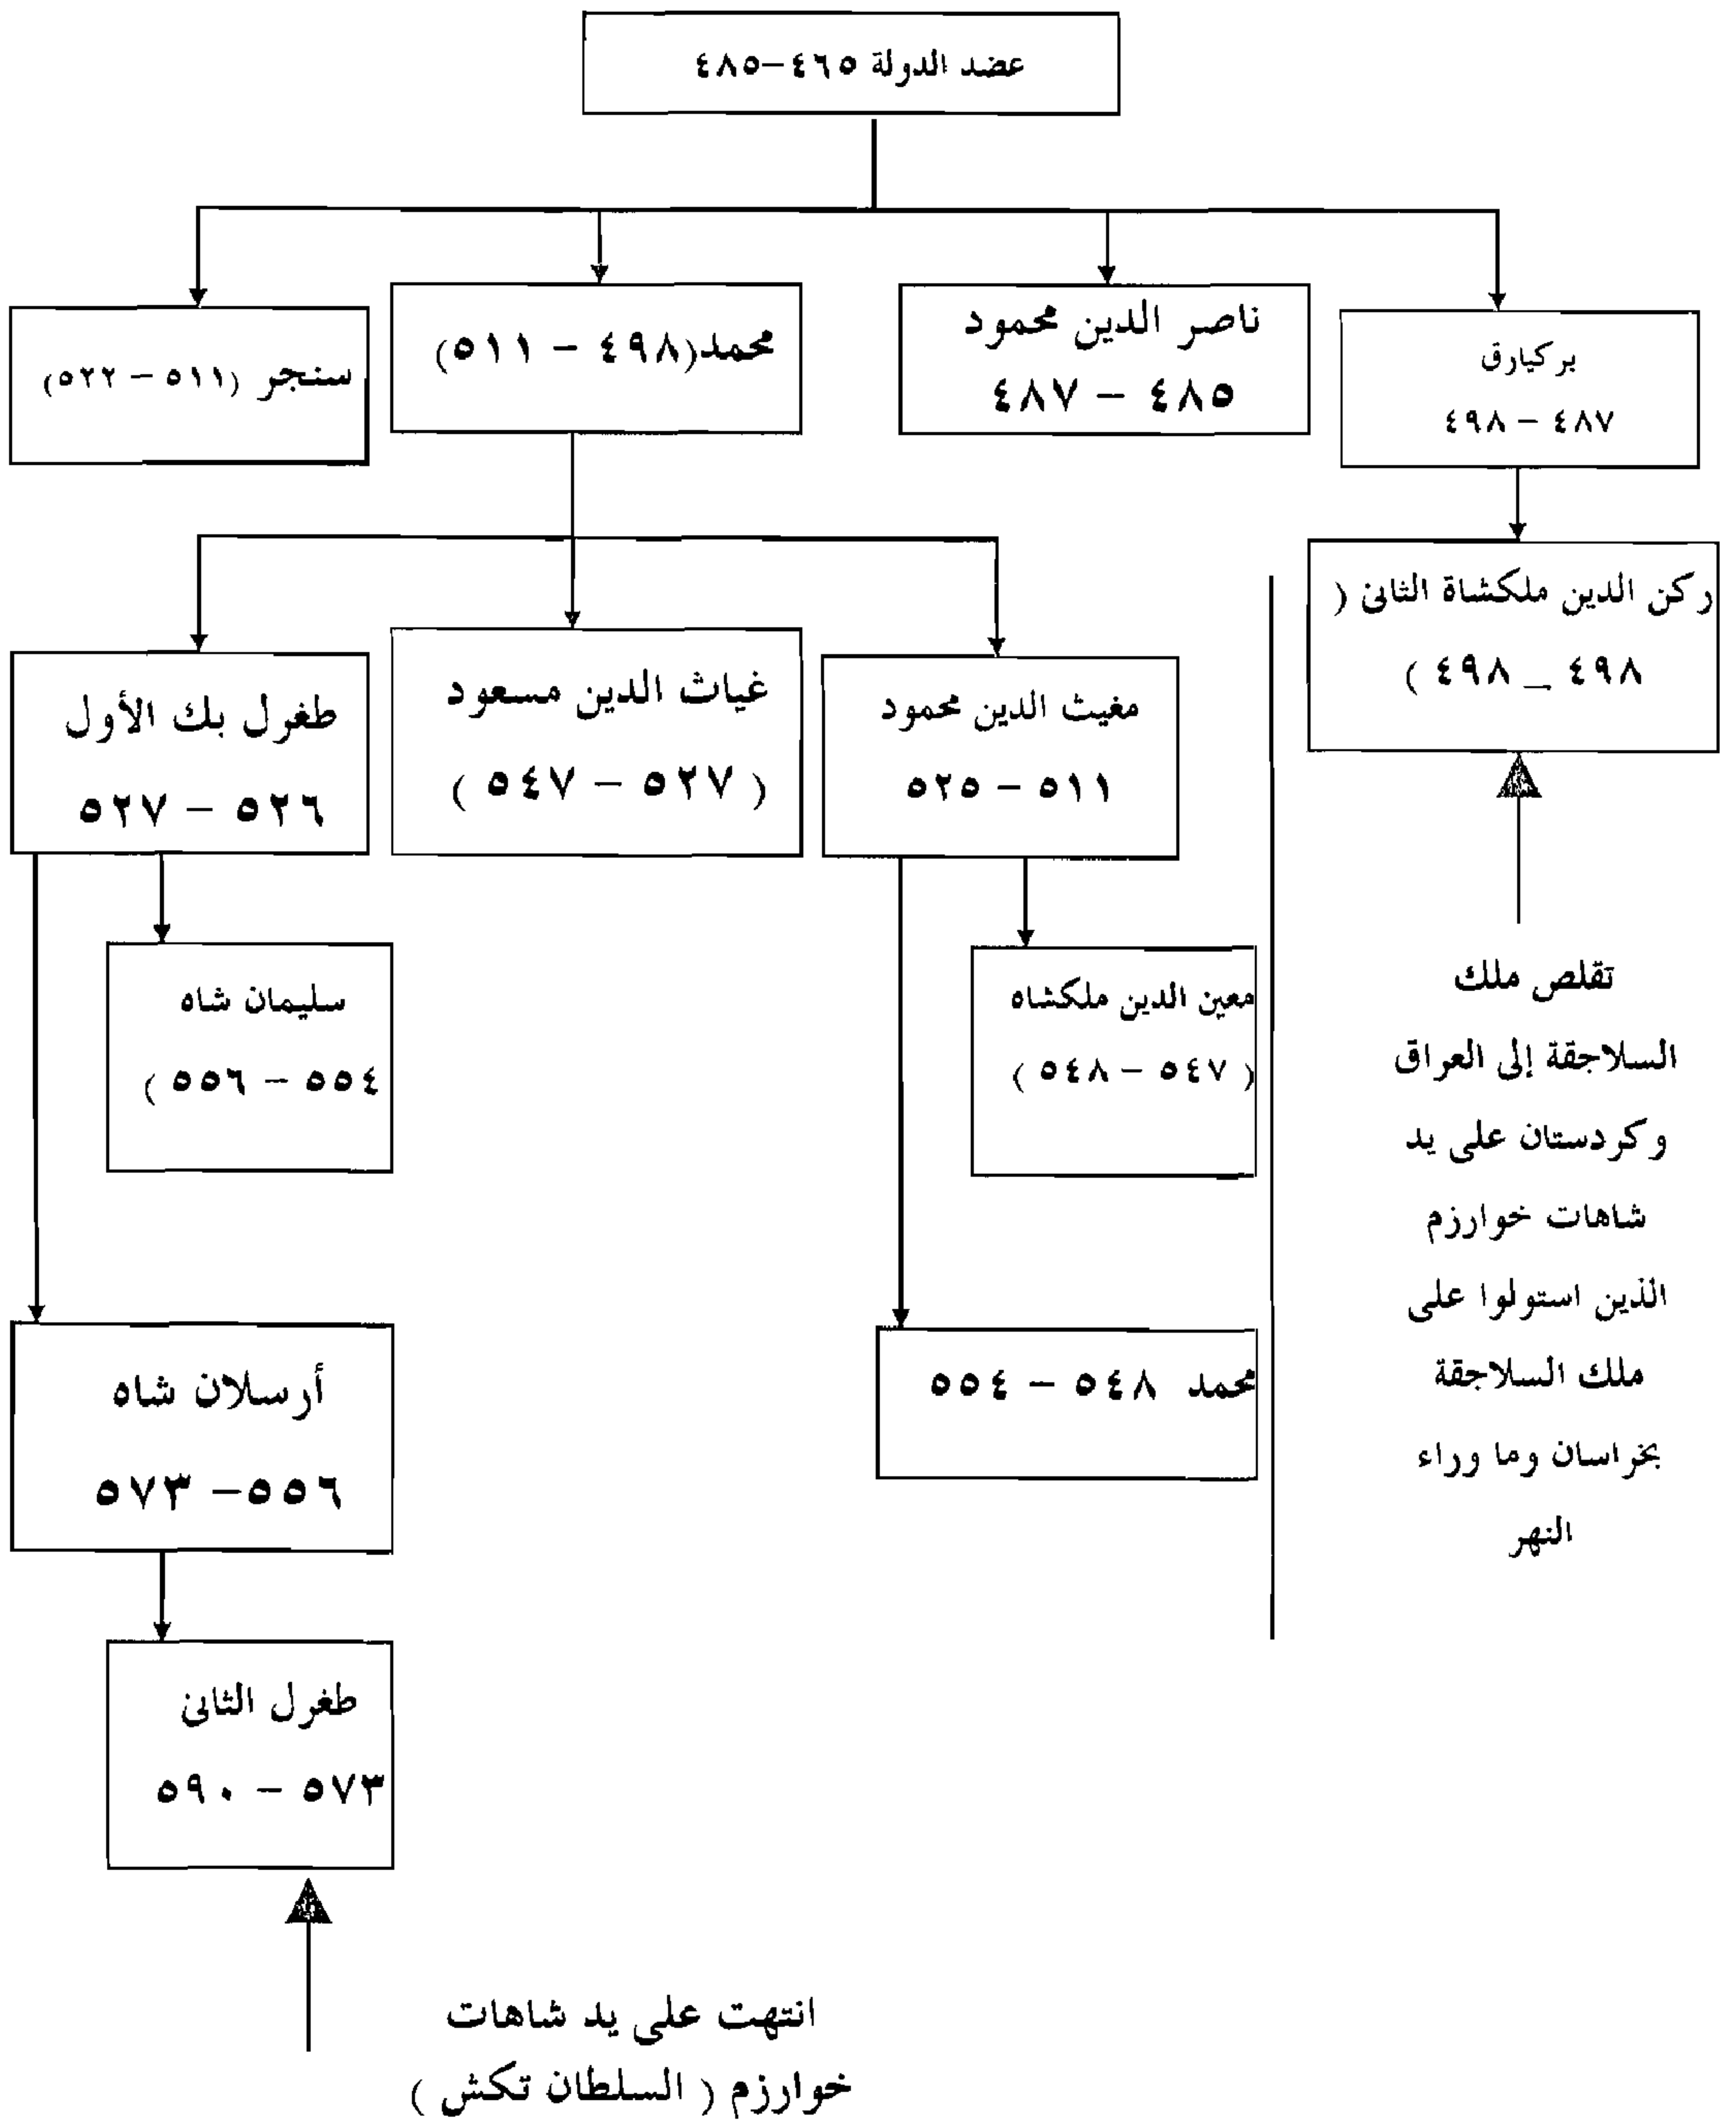 عضد الدولة ٤٦٥-٤٨٥
بركيارق
٤٨٧ - ٤٩٨
ناصر الدين محمود
٤٨٥ - ٤٨٧
محمد(٤٩٨ - ٥١١)
سنجر (٥١١ - ٥٢٢)
ركن الدين ملكشاة الثانى (
٤٩٨ _ ٤٩٨ )
مغيث الدين محمود
٥١١ - ٥٢٥
غياث الدين مسعود
( ٥٢٧ - ٥٤٧ )
طغرل بك الأول
٥٢٦ - ٥٢٧
معين الدين ملكشاه
( ٥٤٧ - ٥٤٨ )
سليمان شاه
٥٥٤ - ٥٥٦ )
تقلص ملك
السلاجقة إلى العراق
وكردستان على يد
شاهات خوارزم
الذين استولوا على
ملك السلاجقة
بخراسان وما وراء
النهر
محمد ٥٤٨ - ٥٥٤
أرسلان شاه
٥٥٦- ٥٧٣
طغرل الثانى
٥٧٣ - ٥٩٠
انتهت على يد شاهات
خوارزم ( السلطان تكش )